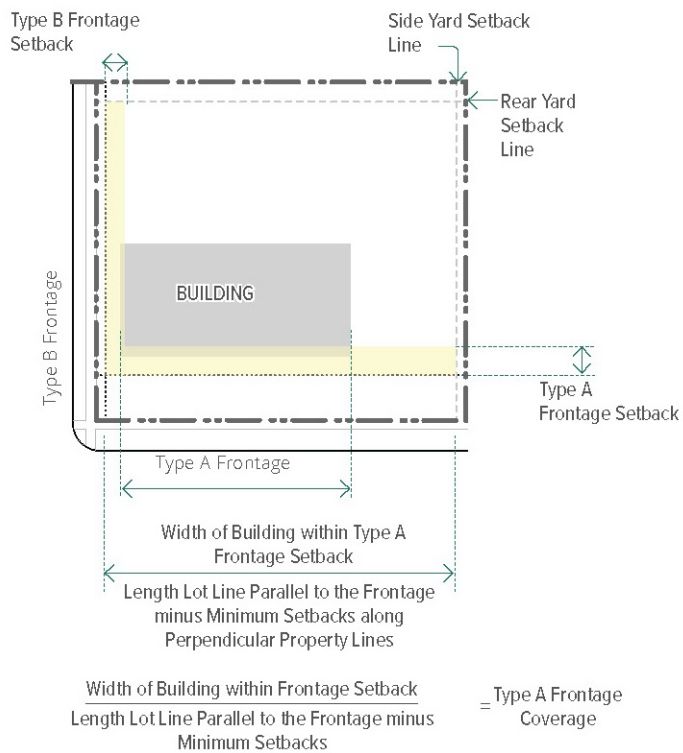 Type B Frontage
Setback
Side Yard Setback
Line
Rear Yard
Setback
Line
BUILDING
Type B Frontage
Type A
Frontage Setback
Type A Frontage
Width of Building within Type A
Frontage Setback
Length Lot Line Parallel to the Frontage
minus Minimum Setbacks along
Perpendicular Property Lines
Width of Building within Frontage Setback
Length Lot Line Parallel to the Frontage minus
Minimum Setbacks
= Type A Frontage
Coverage